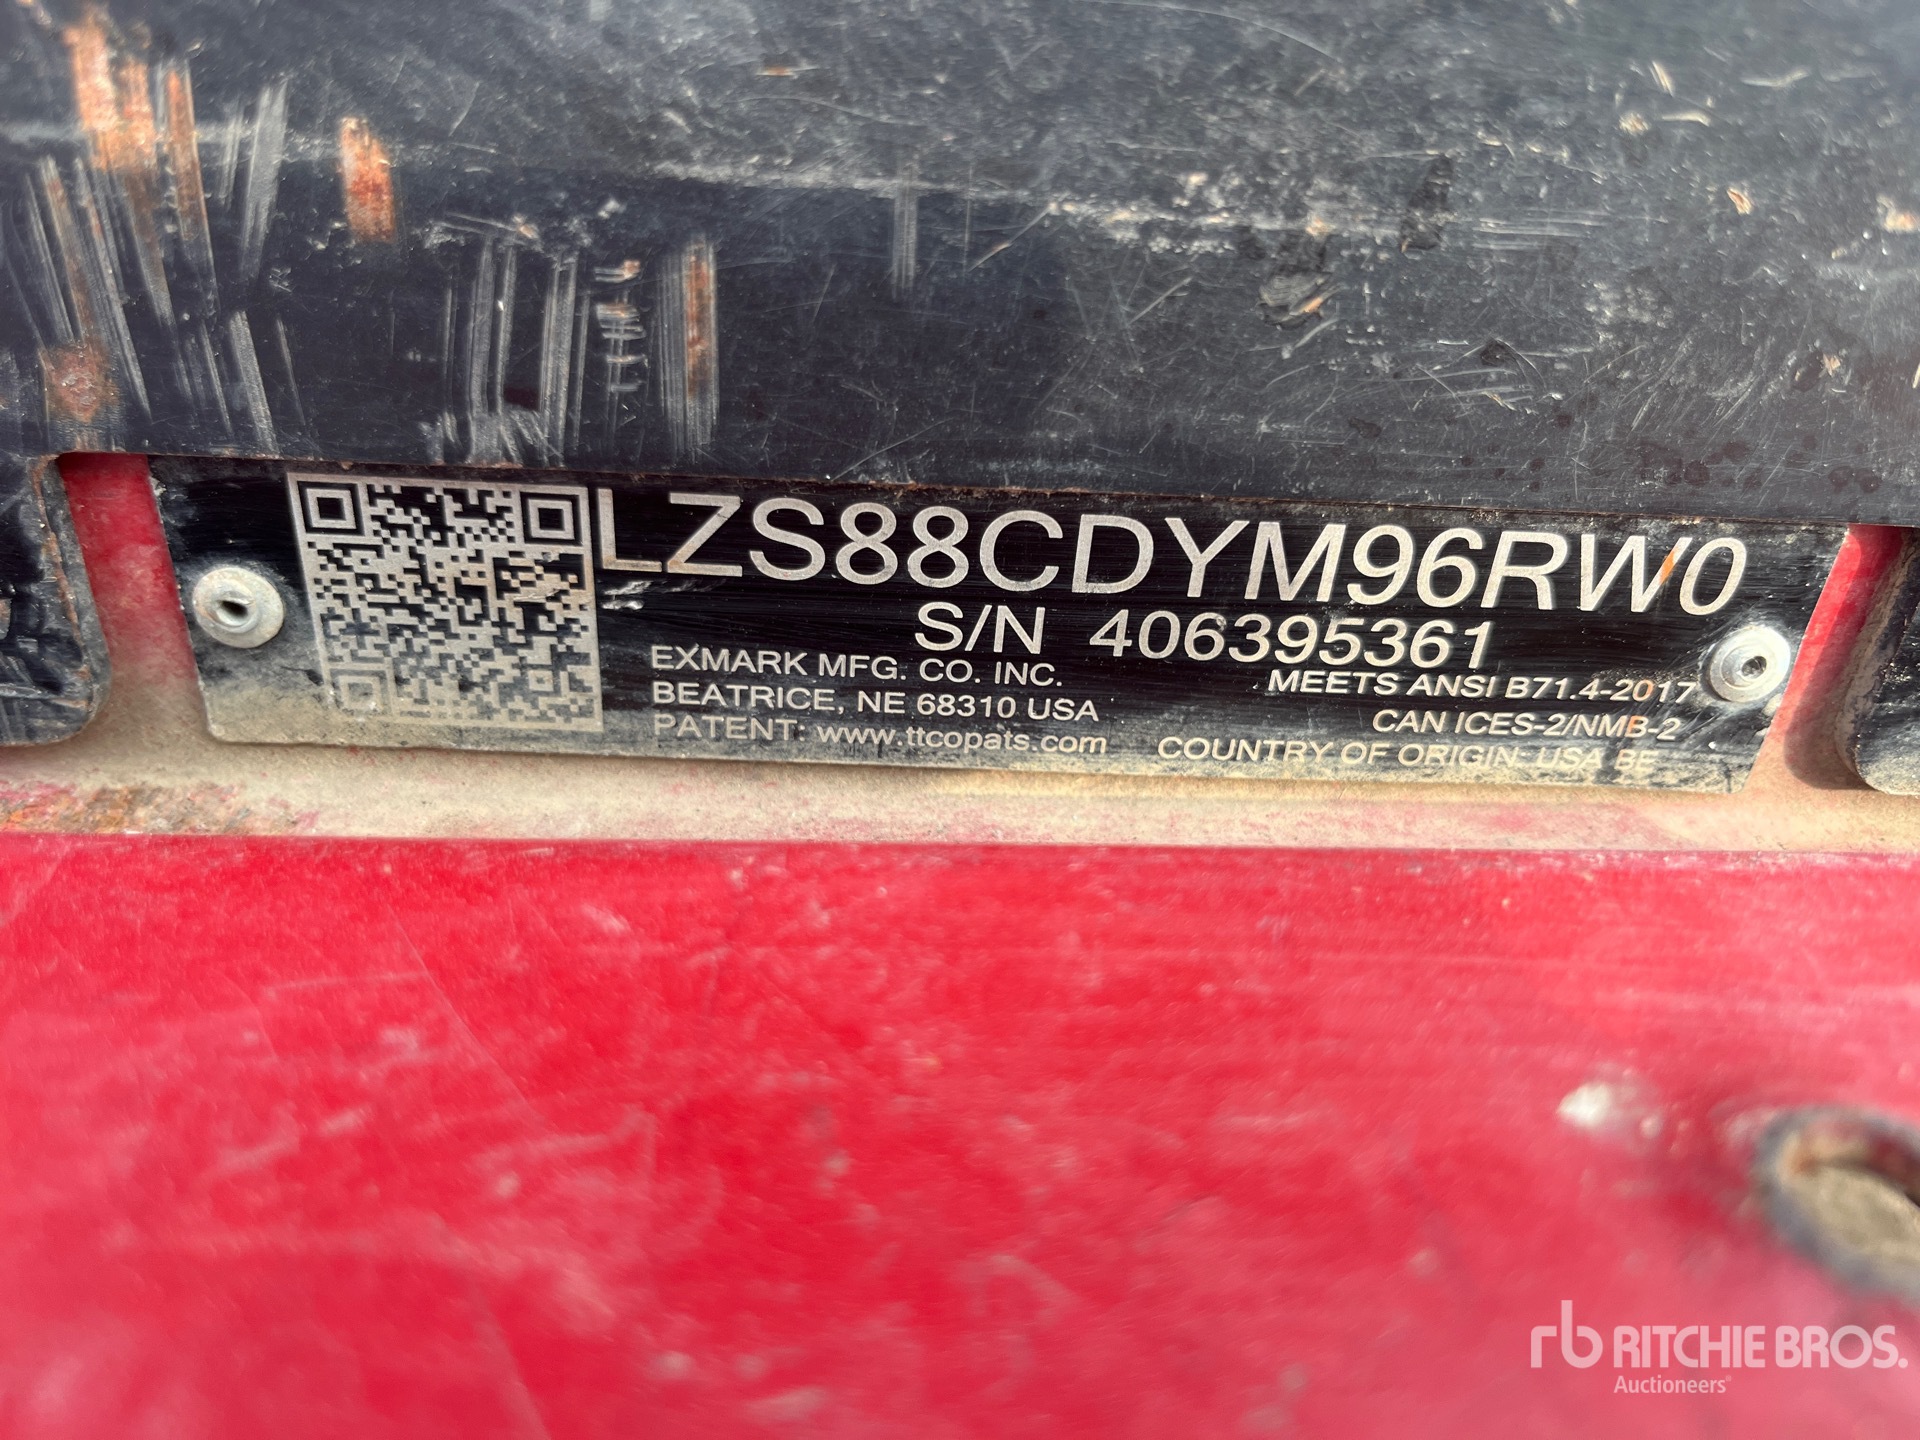 LZS88CDYM96RW0
S/N 406395361
EXMARK MFG. CO. INC.
BEATRICE, NE 68310 USA
PATENT: www.ttcopats.com
MEETS ANSI B71.4-2017
CAN ICES-2/NMB-2
COUNTRY OF ORIGIN: USA BE
rb RITCHIE BROS.
Auctioneers